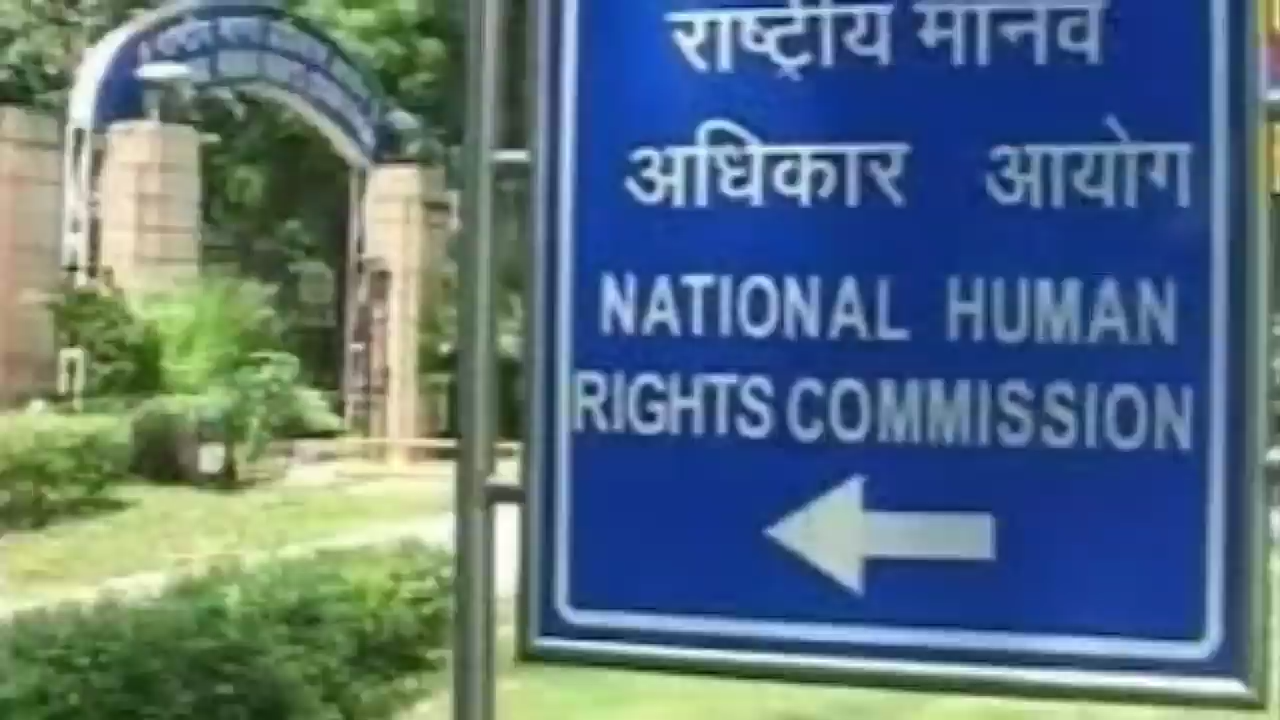 राष्ट्रीय मानव
अधिकार आयोग
NATIONAL HUMAN
RIGHTS COMMISSION